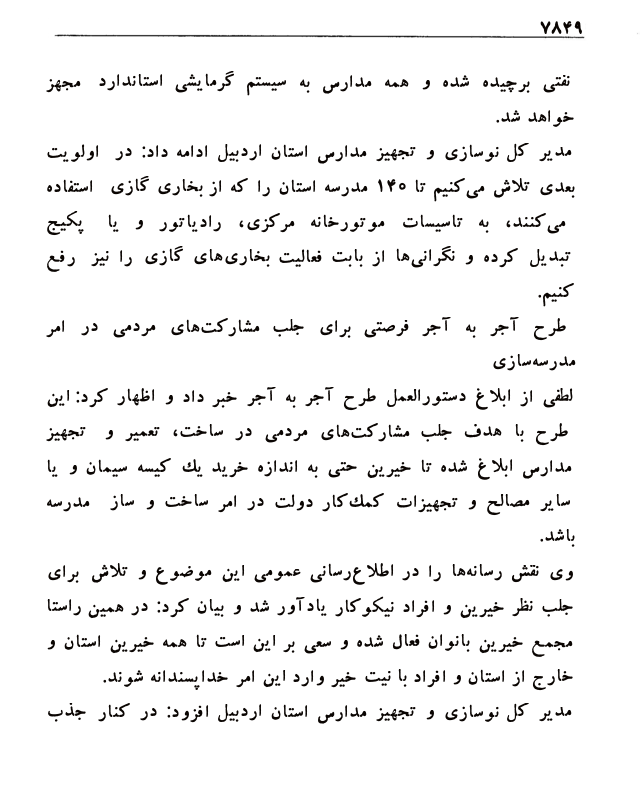 ۷۸۴۹
نفتی برچیده شده و همه مدارس به سیستم گرمایشی استاندارد مجهز
خواهد شد.
مدیر کل نوسازی و تجهیز مدارس استان اردبیل ادامه داد: در اولویت
بعدی تلاش می‌کنیم تا ۱۴۰ مدرسه استان را که از بخاری گازی استفاده
می‌کنند، به تاسیسات موتورخانه مرکزی، رادیاتور و یا پکیج
تبدیل کرده و نگرانی‌ها از بابت فعالیت بخاری‌های گازی را نیز رفع
کنیم.
طرح آجر به آجر فرصتی برای جلب مشارکت‌های مردمی در امر
مدرسه‌سازی
لطفی از ابلاغ دستورالعمل طرح آجر به آجر خبر داد و اظهار کرد: این
طرح با هدف جلب مشارکت‌های مردمی در ساخت، تعمیر و تجهیز
مدارس ابلاغ شده تا خیرین حتی به اندازه خرید یك کیسه سیمان و یا
سایر مصالح و تجهیزات کمك‌کار دولت در امر ساخت و ساز مدرسه
باشد.
وی نقش رسانه‌ها را در اطلاع‌رسانی عمومی این موضوع و تلاش برای
جلب نظر خیرین و افراد نیکوکار یادآور شد و بیان کرد: در همین راستا
مجمع خیرین بانوان فعال شده و سعی بر این است تا همه خیرین استان و
خارج از استان و افراد با نیت خیر وارد این امر خداپسندانه شوند.
مدیر کل نوسازی و تجهیز مدارس استان اردبیل افزود: در کنار جذب